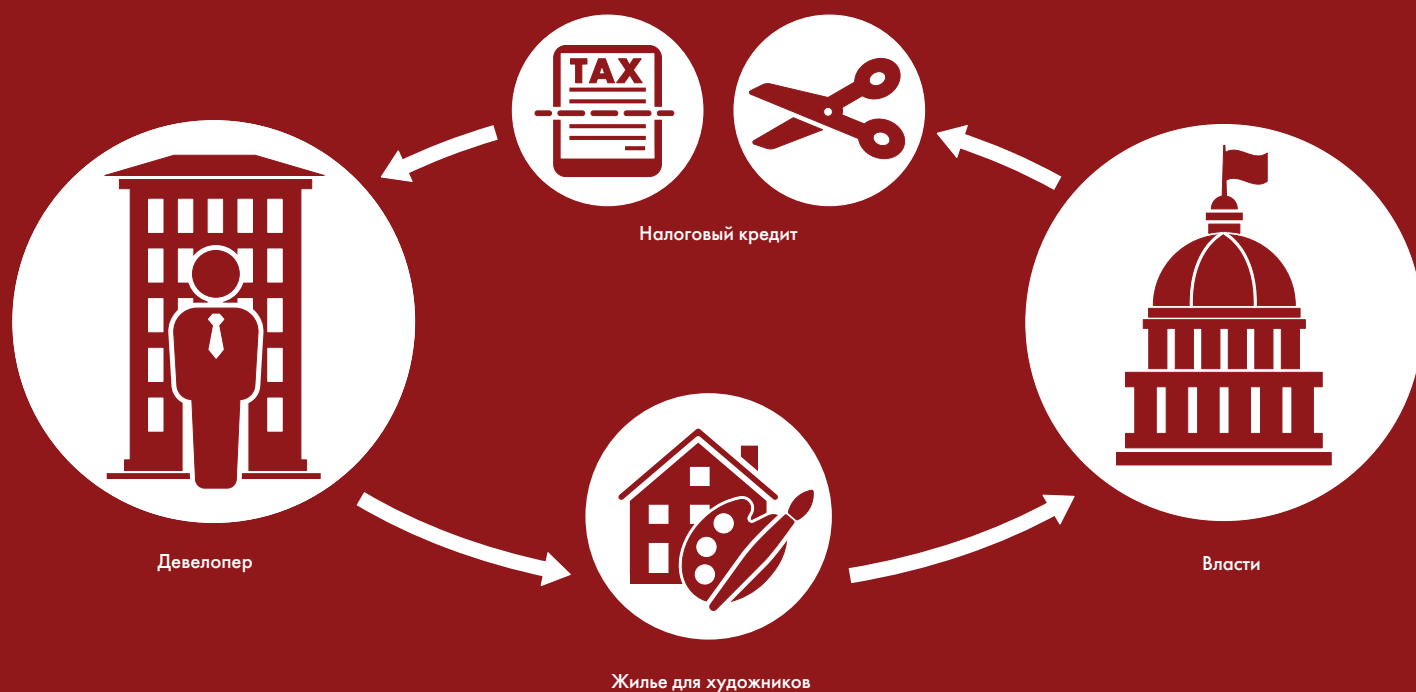 TAX
Налоговый кредит
Девелопер
Власти
Жилье для художников